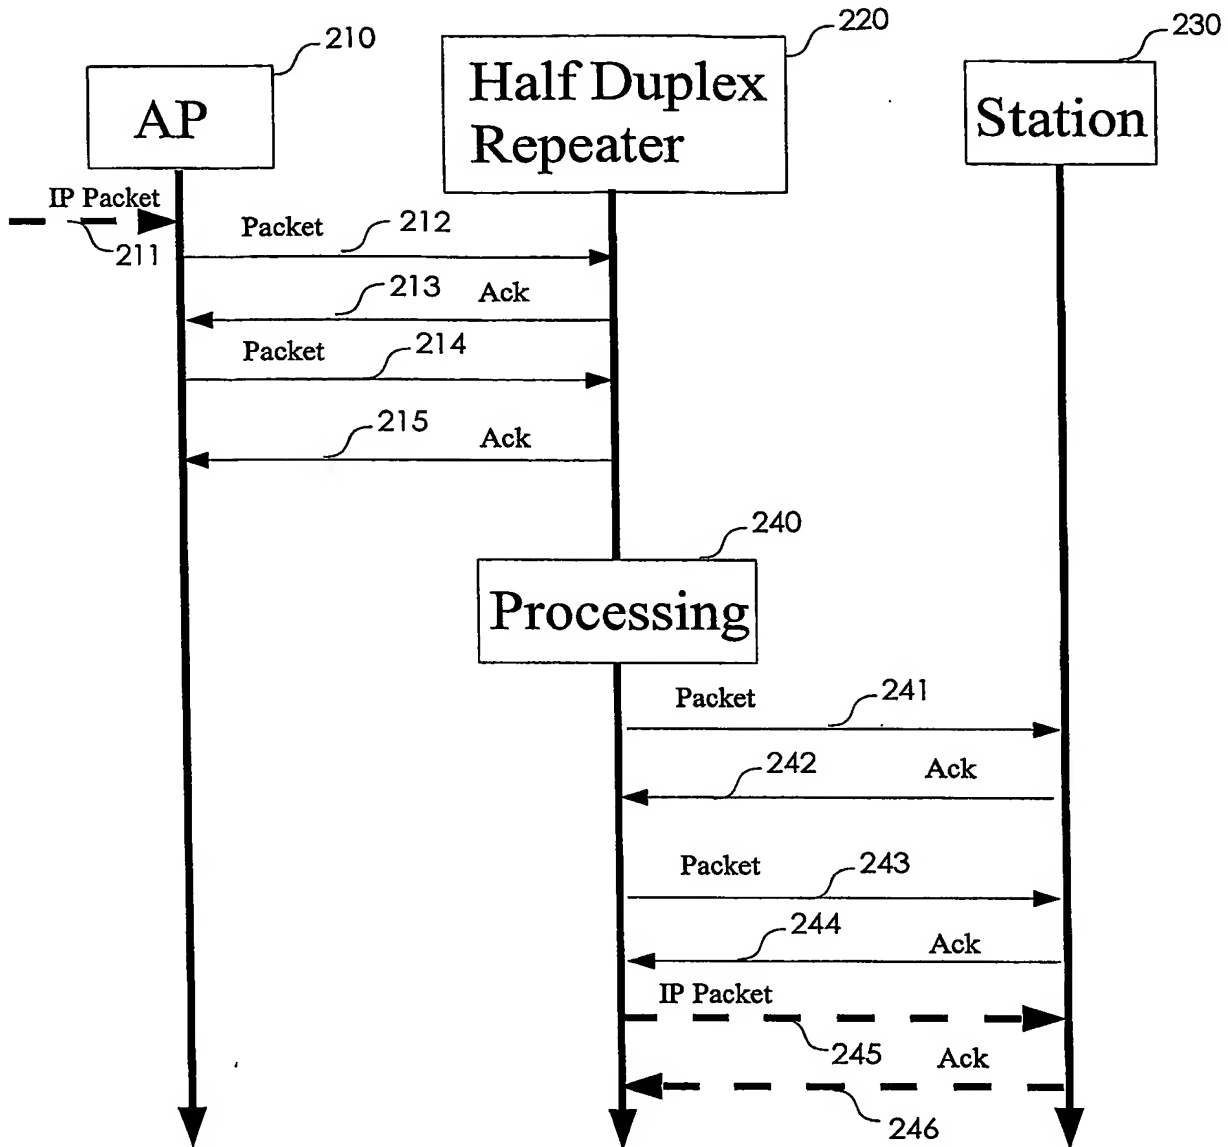 210
220
230
AP
Half Duplex
Repeater
Station
IP Packet
211
Packet
212
213
Ack
Packet
214
215
Ack
240
Processing
Packet
241
242
Ack
Packet
243
244
Ack
IP Packet
245
Ack
246